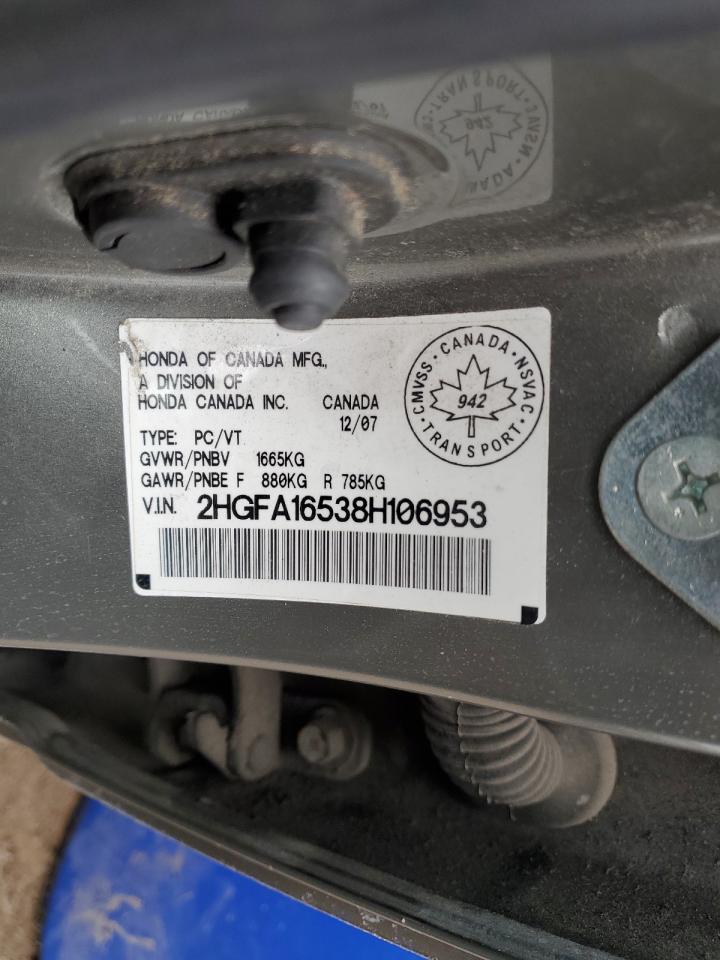 HONDA OF CANADA MFG.,
A DIVISION OF
HONDA CANADA INC. CANADA
12/07
TYPE: PC/VT
GVWR/PNBV 1665KG
GAWR/PNBE F 880KG R 785KG
V.I.N. 2HGFA16538H106953
CMVSS · CANADA · NSVAC · TRANSPORT ·
942